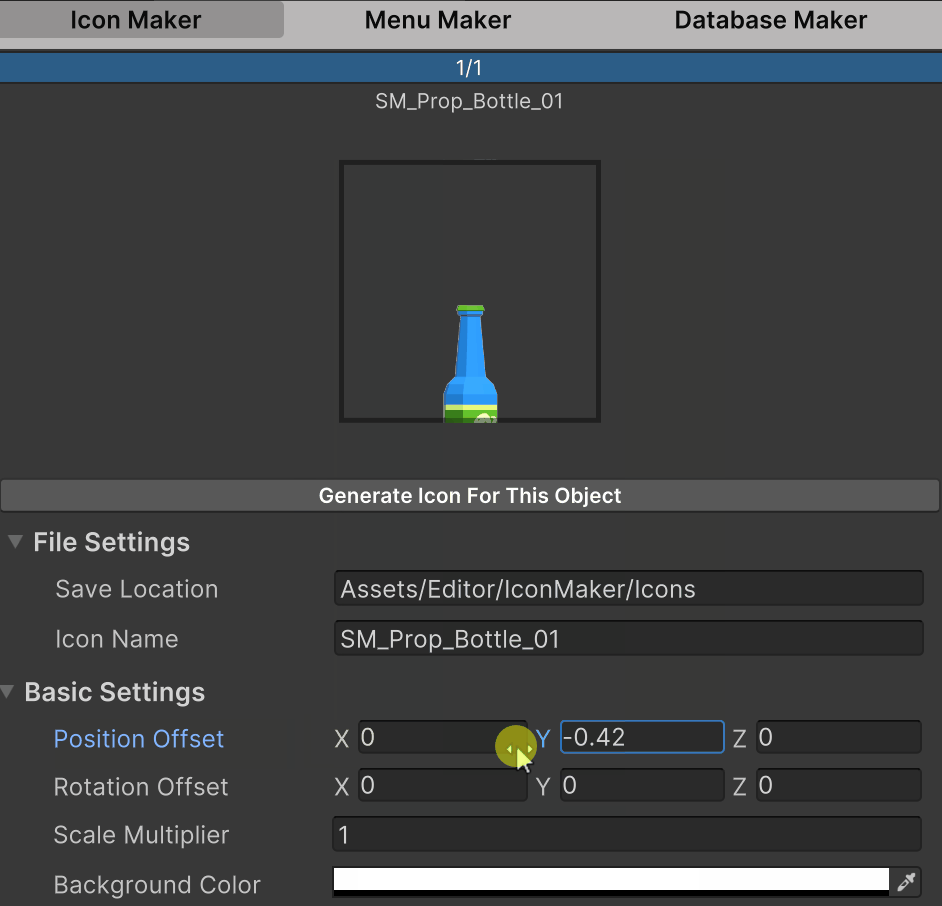 Icon Maker Menu Maker Database Maker
1/1
SM_Prop_Bottle_01
Generate Icon For This Object
File Settings
Save Location Assets/Editor/IconMaker/Icons
Icon Name SM_Prop_Bottle_01
Basic Settings
Position Offset X 0 Y -0.42 Z 0
Rotation Offset X 0 Y 0 Z 0
Scale Multiplier 1
Background Color